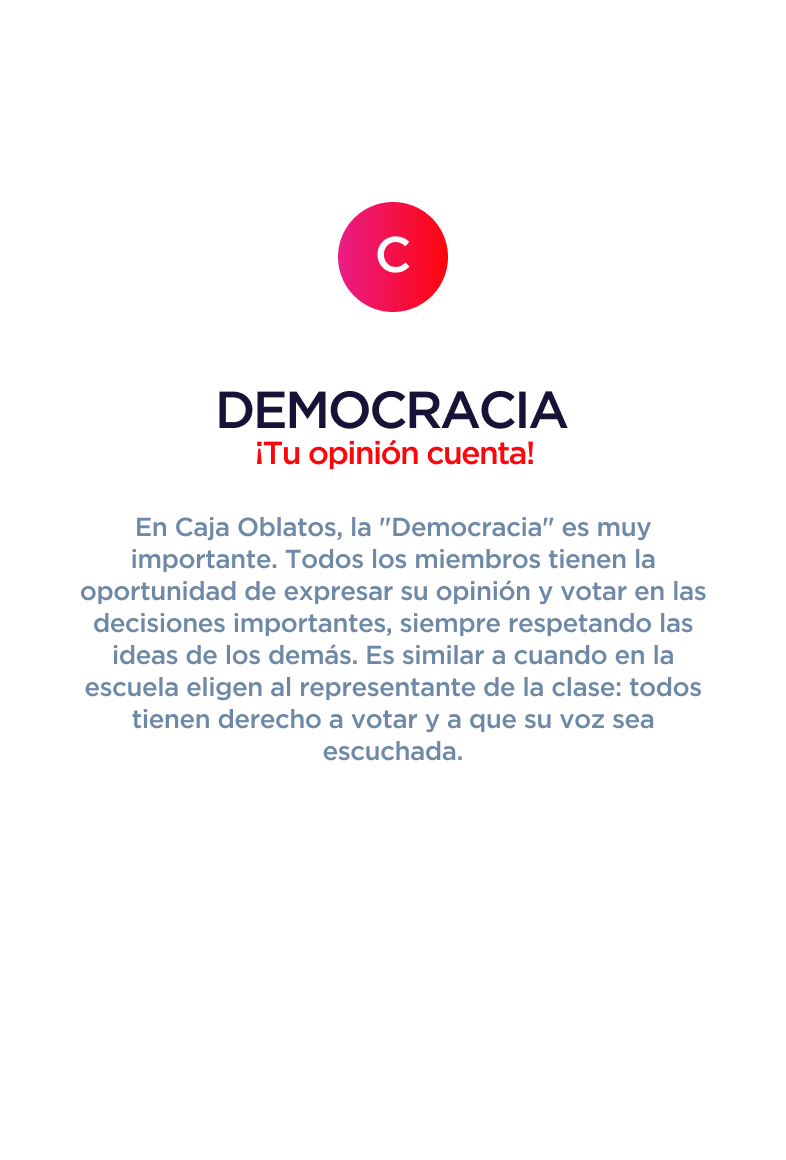 C
DEMOCRACIA
¡Tu opinión cuenta!
En Caja Oblatos, la "Democracia" es muy
importante. Todos los miembros tienen la
oportunidad de expresar su opinión y votar en las
decisiones importantes, siempre respetando las
ideas de los demás. Es similar a cuando en la
escuela eligen al representante de la clase: todos
tienen derecho a votar y a que su voz sea
escuchada.